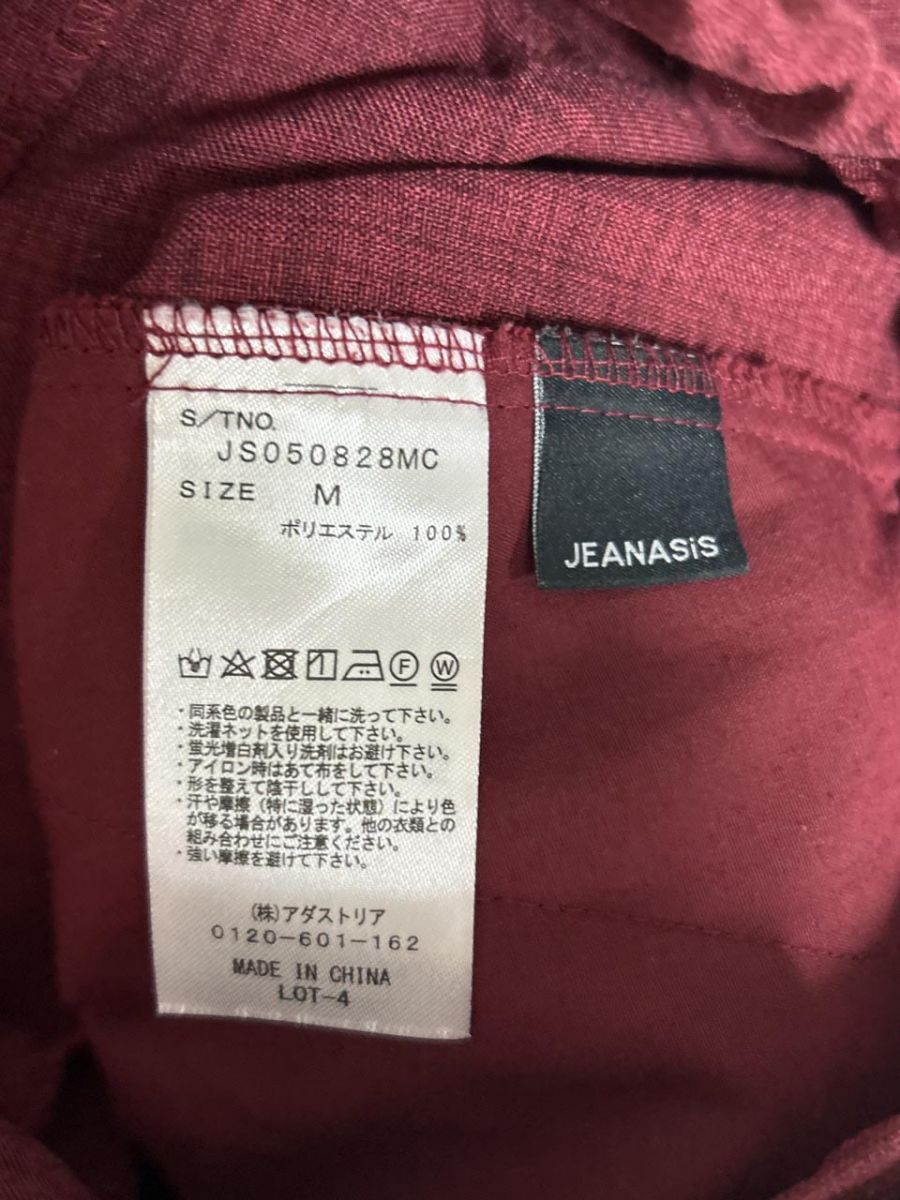 S/TNO.
JS050828MC
SIZE M
ポリエステル 100%
F W
・同系色の製品と一緒に洗って下さい。
・洗濯ネットを使用して下さい。
・蛍光増白剤入り洗剤はお避け下さい。
・アイロン時はあて布をして下さい。
・形を整えて陰干しして下さい。
・汗や摩擦（特に湿った状態）により色
が移る場合があります。他の衣類との
組み合わせにご注意ください。
・強い摩擦を避けて下さい。
(株)アダストリア
0120-601-162
MADE IN CHINA
LOT-4
JEANASiS